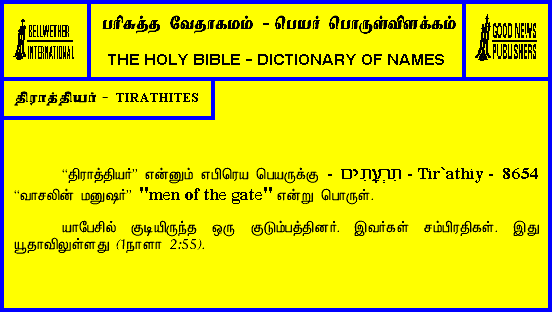 BELLWETHER
INTERNATIONAL
பரிசுத்த வேதாகமம் - பெயர் பொருள்விளக்கம்
THE HOLY BIBLE - DICTIONARY OF NAMES
GOOD NEWS
PUBLISHERS
திராத்தியர் - TIRATHITES
“திராத்தியர்” என்னும் எபிரெய பெயருக்கு - תִּרְעָתִים - Tir`athiy - 8654
“வாசலின் மனுஷர்” "men of the gate" என்று பொருள்.
யாபேசில் குடியிருந்த ஒரு குடும்பத்தினர். இவர்கள் சம்பிரதிகள். இது
யூதாவிலுள்ளது (1நாளா 2:55).